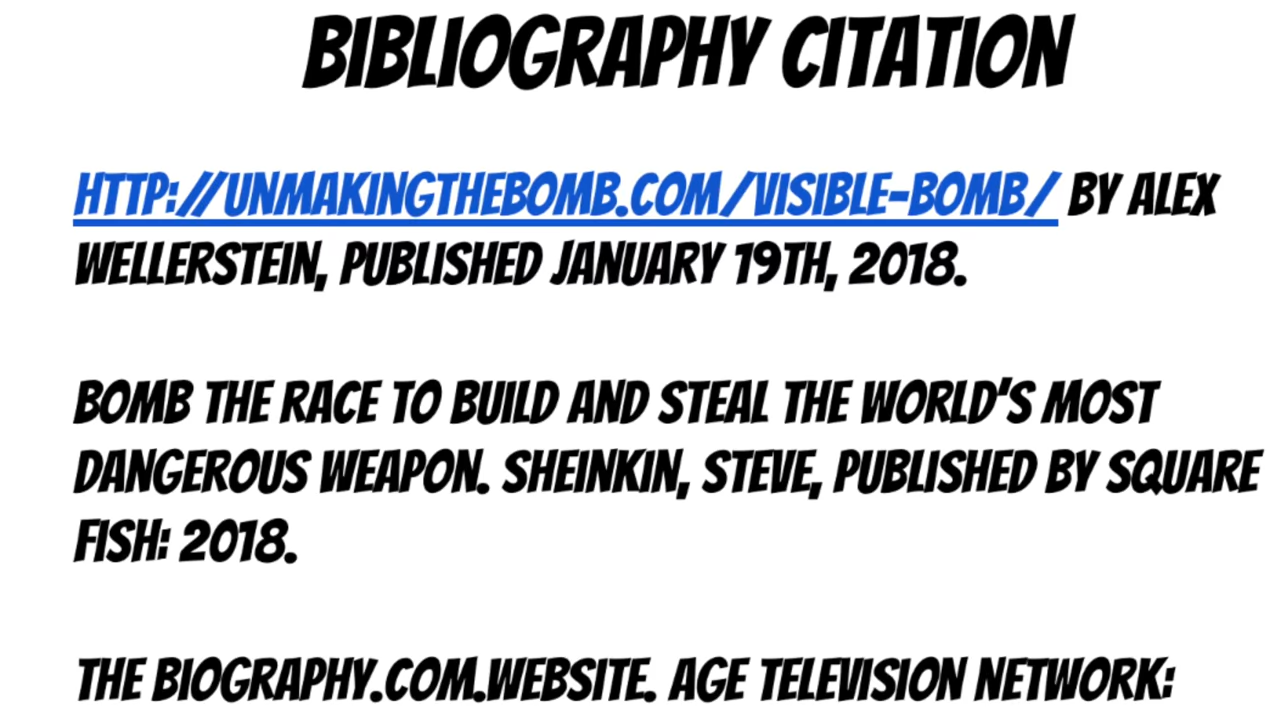 BIBLIOGRAPHY CITATION
HTTP://UNMAKINGTHEBOMB.COM/VISIBLE-BOMB/ BY ALEX
WELLERSTEIN, PUBLISHED JANUARY 19TH, 2018.
BOMB THE RACE TO BUILD AND STEAL THE WORLD'S MOST
DANGEROUS WEAPON. SHEINKIN, STEVE, PUBLISHED BY SQUARE
FISH: 2018.
THE BIOGRAPHY.COM.WEBSITE. AGE TELEVISION NETWORK: